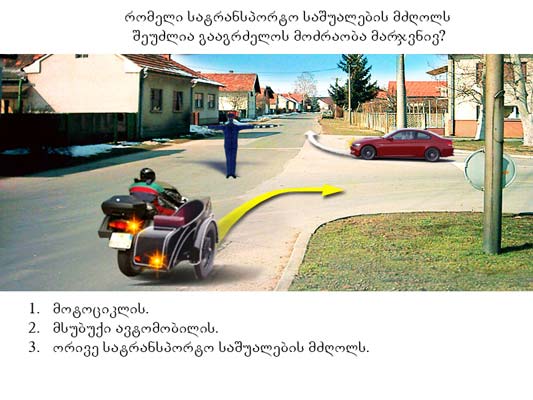 რომელი სატრანსპორტო საშუალების მძღოლს
შეუძლია გააგრძელოს მოძრაობა მარჯვნივ?
1. მოტოციკლის.
2. მსუბუქი ავტომობილის.
3. ორივე სატრანსპორტო საშუალების მძღოლს.